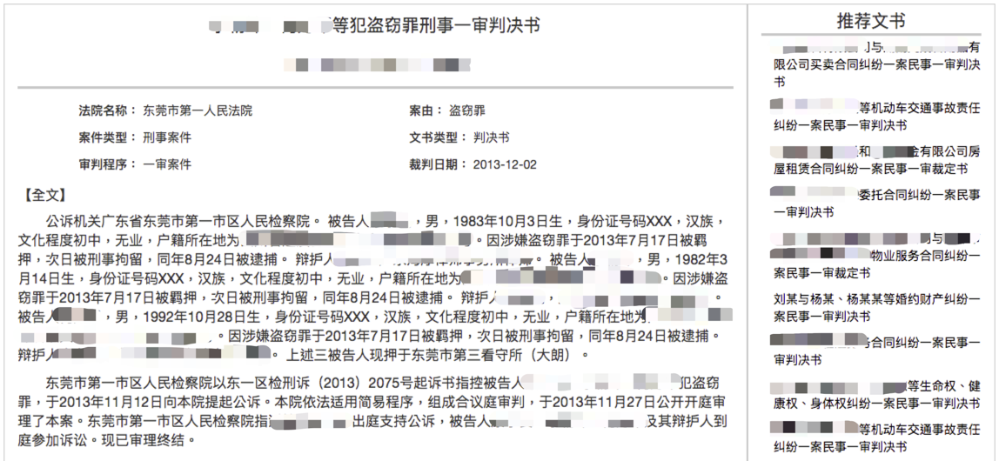 等犯盗窃罪刑事一审判决书
法院名称： 东莞市第一人民法院
案由： 盗窃罪
案件类型： 刑事案件
文书类型： 判决书
审判程序： 一审案件
裁判日期： 2013-12-02
【全文】
公诉机关广东省东莞市第一市区人民检察院。 被告人 ，男，1983年10月3日生，身份证号码XXX，汉族，
文化程度初中，无业，户籍所在地为 。因涉嫌盗窃罪于2013年7月17日被羁
押，次日被刑事拘留，同年8月24日被逮捕。 辩护人 。 被告人 ，男，1982年3
月14日生，身份证号码XXX，汉族，文化程度初中，无业，户籍所在地为 。因涉嫌盗
窃罪于2013年7月17日被羁押，次日被刑事拘留，同年8月24日被逮捕。 辩护人 ， 。
被告人 ，男，1992年10月28日生，身份证号码XXX，汉族，文化程度初中，无业，户籍所在地为
。因涉嫌盗窃罪于2013年7月17日被羁押，次日被刑事拘留，同年8月24日被逮捕。
辩护人 。 上述三被告人现押于东莞市第三看守所（大朗）。
东莞市第一市区人民检察院以东一区检刑诉（2013）2075号起诉书指控被告人 犯盗窃
罪，于2013年11月12日向本院提起公诉。本院依法适用简易程序，组成合议庭审判，于2013年11月27日公开开庭审
理了本案。东莞市第一市区人民检察院指 出庭支持公诉，被告人 及其辩护人到
庭参加诉讼。现已审理终结。
推荐文书
与 有
限公司买卖合同纠纷一案民事一审判决
书
等机动车交通事故责任
纠纷一案民事一审判决书
和 金有限公司房
屋租赁合同纠纷一案民事一审裁定书
委托合同纠纷一案民事
一审判决书
与
物业服务合同纠纷一
案民事一审裁定书
刘某与杨某、杨某某等婚约财产纠纷一
案民事一审判决书
合同纠纷一案民事一
审判决书
等生命权、健
康权、身体权纠纷一案民事一审判决书
等机动车交通事故责任
纠纷一案民事一审判决书